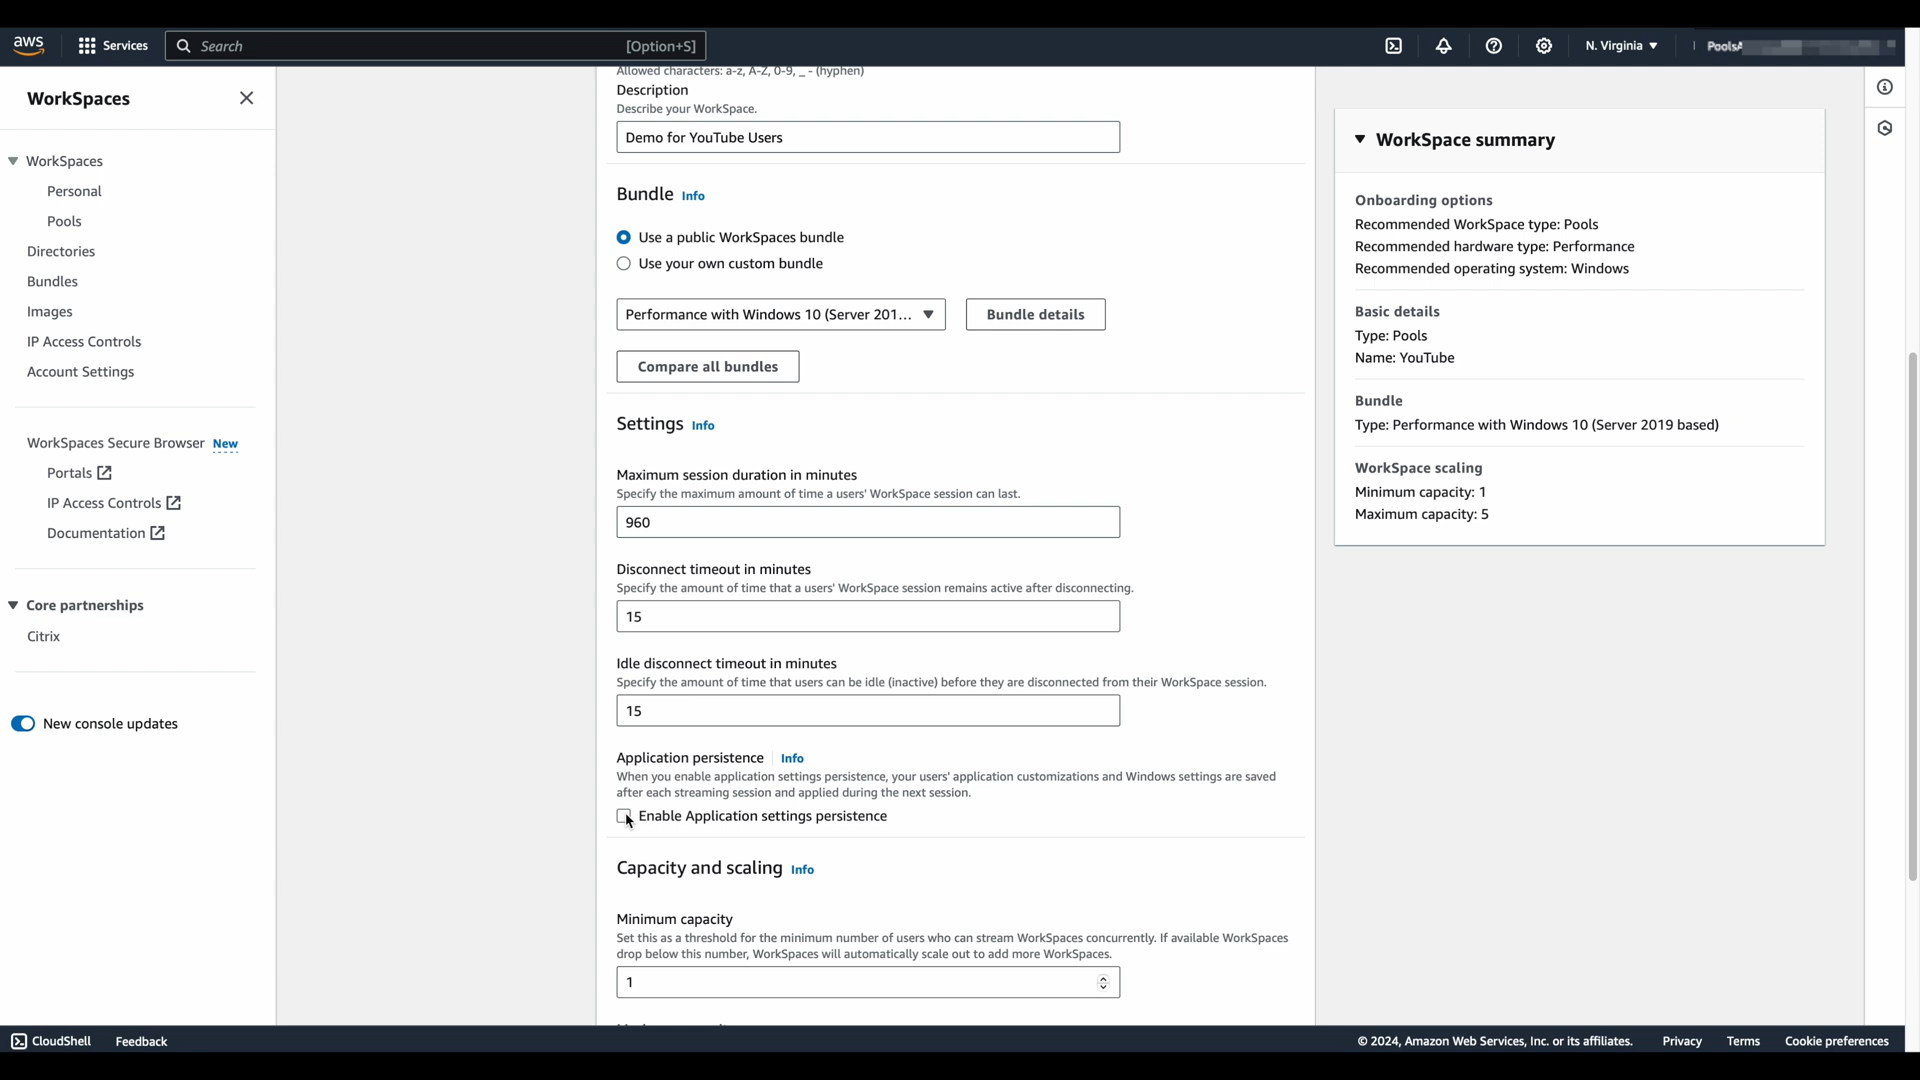 aws
Services
Search
[Option+S]
N. Virginia
PoolsA
WorkSpaces
WorkSpaces
Personal
Pools
Directories
Bundles
Images
IP Access Controls
Account Settings
WorkSpaces Secure Browser New
Portals
IP Access Controls
Documentation
Core partnerships
Citrix
New console updates
Allowed characters: a-z, A-Z, 0-9, _ - (hyphen)
Description
Describe your WorkSpace.
Demo for YouTube Users
Bundle Info
Use a public WorkSpaces bundle
Use your own custom bundle
Performance with Windows 10 (Server 201...
Bundle details
Compare all bundles
Settings Info
Maximum session duration in minutes
Specify the maximum amount of time a users' WorkSpace session can last.
960
Disconnect timeout in minutes
Specify the amount of time that a users' WorkSpace session remains active after disconnecting.
15
Idle disconnect timeout in minutes
Specify the amount of time that users can be idle (inactive) before they are disconnected from their WorkSpace session.
15
Application persistence Info
When you enable application settings persistence, your users' application customizations and Windows settings are saved
after each streaming session and applied during the next session.
Enable Application settings persistence
Capacity and scaling Info
Minimum capacity
Set this as a threshold for the minimum number of users who can stream WorkSpaces concurrently. If available WorkSpaces
drop below this number, WorkSpaces will automatically scale out to add more WorkSpaces.
1
WorkSpace summary
Onboarding options
Recommended WorkSpace type: Pools
Recommended hardware type: Performance
Recommended operating system: Windows
Basic details
Type: Pools
Name: YouTube
Bundle
Type: Performance with Windows 10 (Server 2019 based)
WorkSpace scaling
Minimum capacity: 1
Maximum capacity: 5
CloudShell
Feedback
© 2024, Amazon Web Services, Inc. or its affiliates.
Privacy
Terms
Cookie preferences